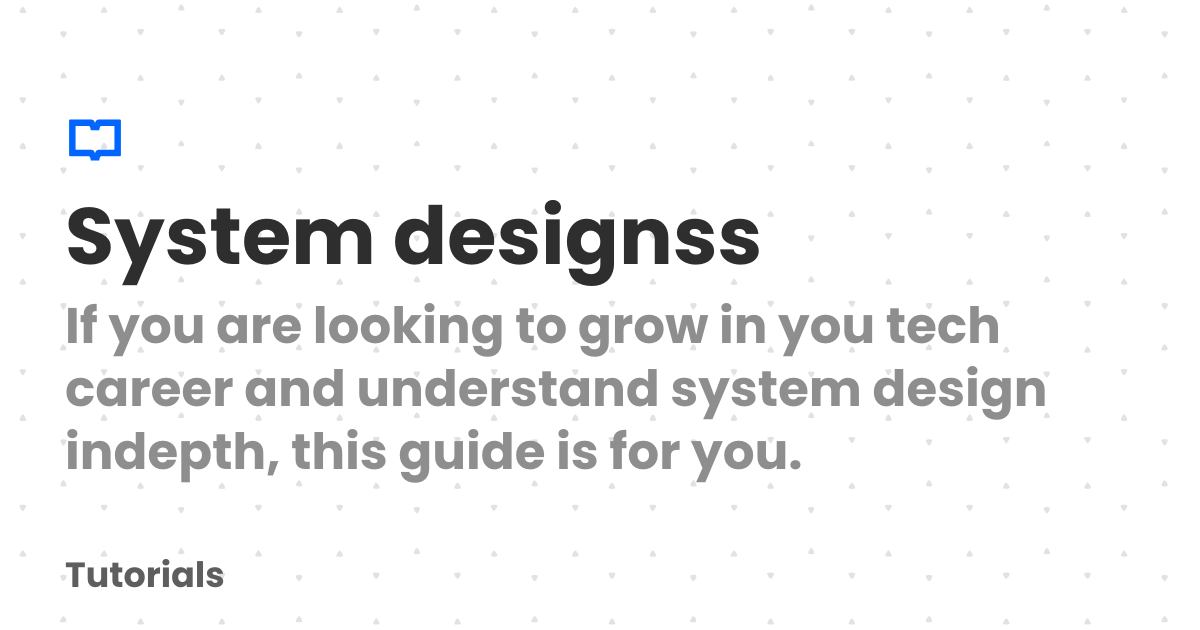 System designss
If you are looking to grow in you tech
career and understand system design
indepth, this guide is for you.
Tutorials